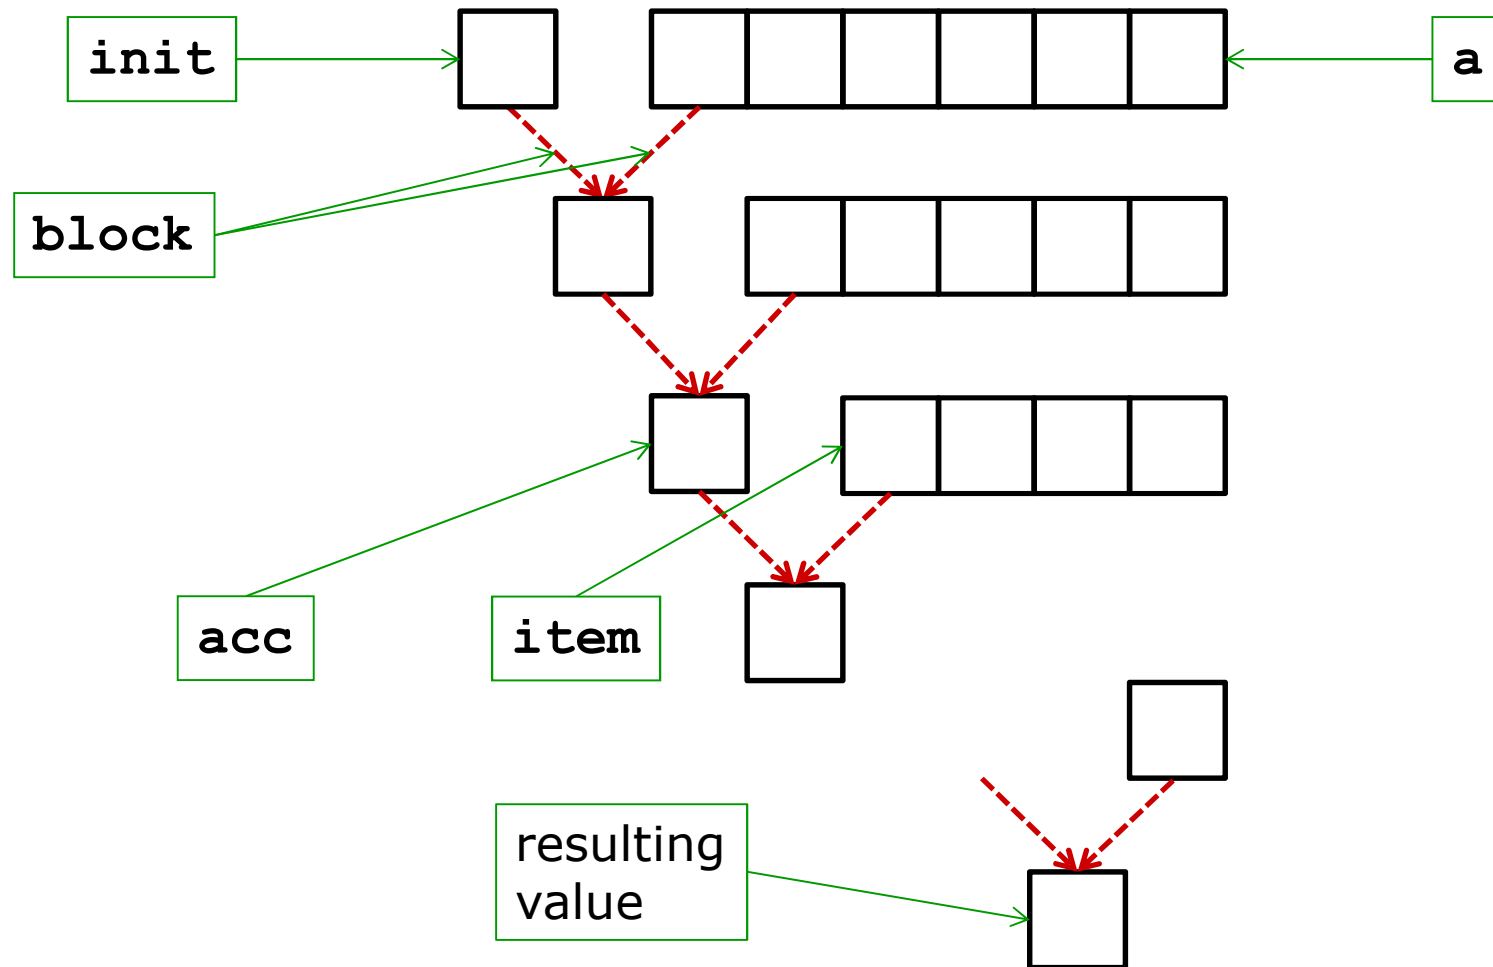 init
a
block
acc
item
resulting
value